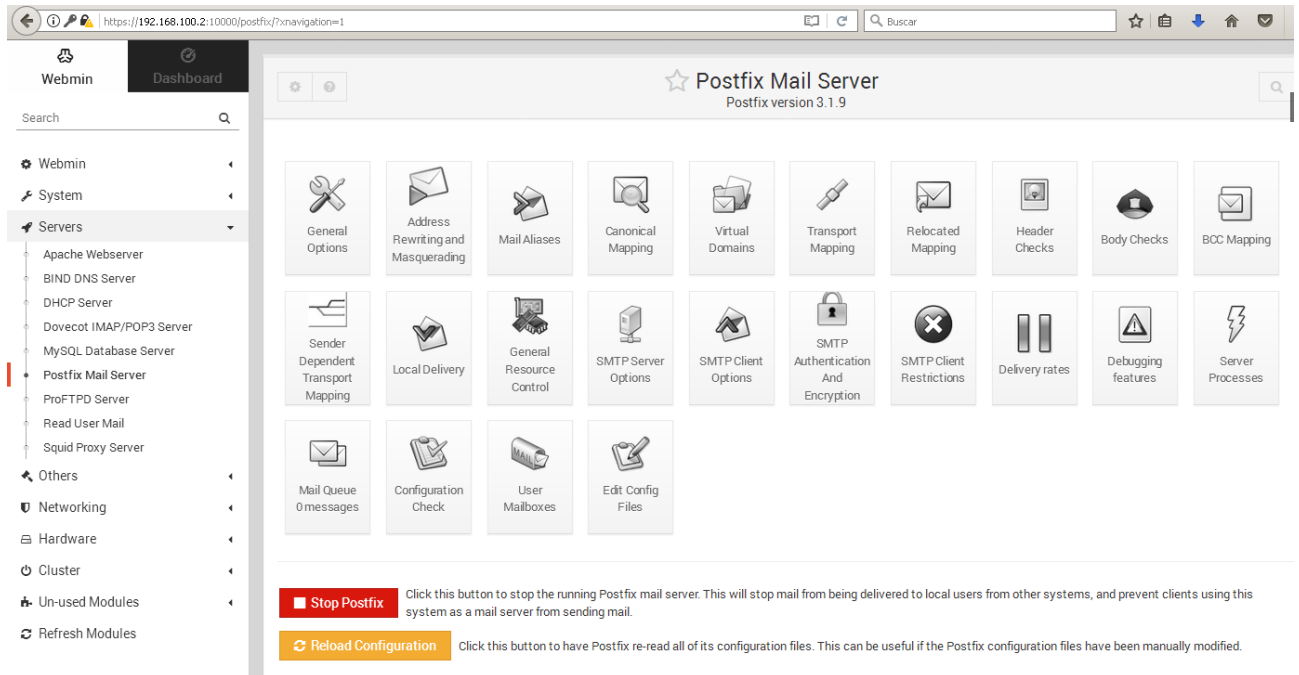 https://192.168.100.2:10000/postfix/?xnavigation=1
Buscar
Webmin
Dashboard
Search
Webmin
System
Servers
Apache Webserver
BIND DNS Server
DHCP Server
Dovecot IMAP/POP3 Server
MySQL Database Server
Postfix Mail Server
ProFTPD Server
Read User Mail
Squid Proxy Server
Others
Networking
Hardware
Cluster
Un-used Modules
Refresh Modules
Postfix Mail Server
Postfix version 3.1.9
General
Options
Address
Rewriting and
Masquerading
Mail Aliases
Canonical
Mapping
Virtual
Domains
Transport
Mapping
Relocated
Mapping
Header
Checks
Body Checks
BCC Mapping
Sender
Dependent
Transport
Mapping
Local Delivery
General
Resource
Control
SMTP Server
Options
SMTP Client
Options
SMTP
Authentication
And
Encryption
SMTP Client
Restrictions
Delivery rates
Debugging
features
Server
Processes
Mail Queue
0 messages
Configuration
Check
MAIL
User
Mailboxes
Edit Config
Files
Stop Postfix
Click this button to stop the running Postfix mail server. This will stop mail from being delivered to local users from other systems, and prevent clients using this
system as a mail server from sending mail.
Reload Configuration
Click this button to have Postfix re-read all of its configuration files. This can be useful if the Postfix configuration files have been manually modified.